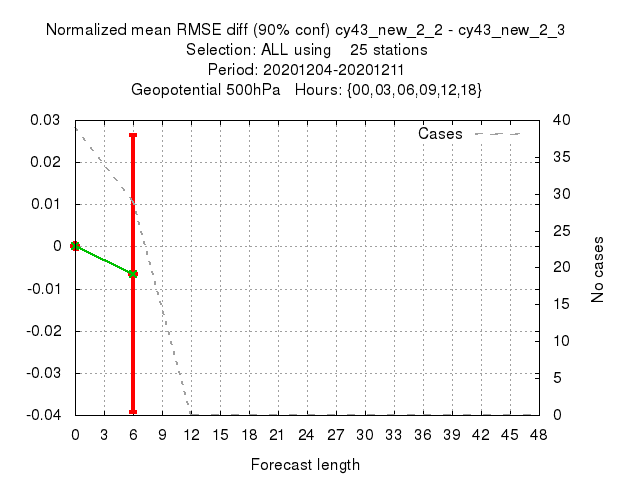 Normalized mean RMSE diff (90% conf) cy43_new_2_2 - cy43_new_2_3
Selection: ALL using    25 stations
Period: 20201204-20201211
Geopotential 500hPa   Hours: {00,03,06,09,12,18}
Cases
0.03
0.02
0.01
0
-0.01
-0.02
-0.03
-0.04
40
35
30
25
20
15
10
5
0
No cases
0 3 6 9 12 15 18 21 24 27 30 33 36 39 42 45 48
Forecast length